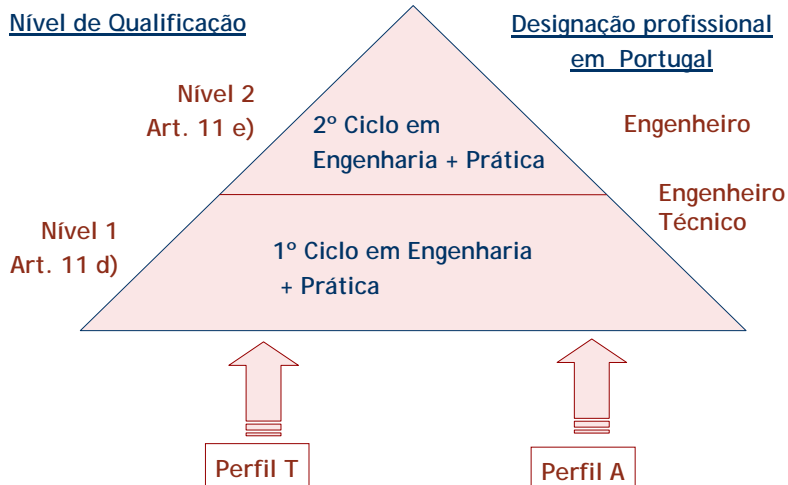 Nível de Qualificação
Designação profissional
em Portugal
Nível 2
Art. 11 e)
2º Ciclo em
Engenharia + Prática
Engenheiro
Engenheiro
Técnico
Nível 1
Art. 11 d)
1º Ciclo em Engenharia
+ Prática
Perfil T
Perfil A